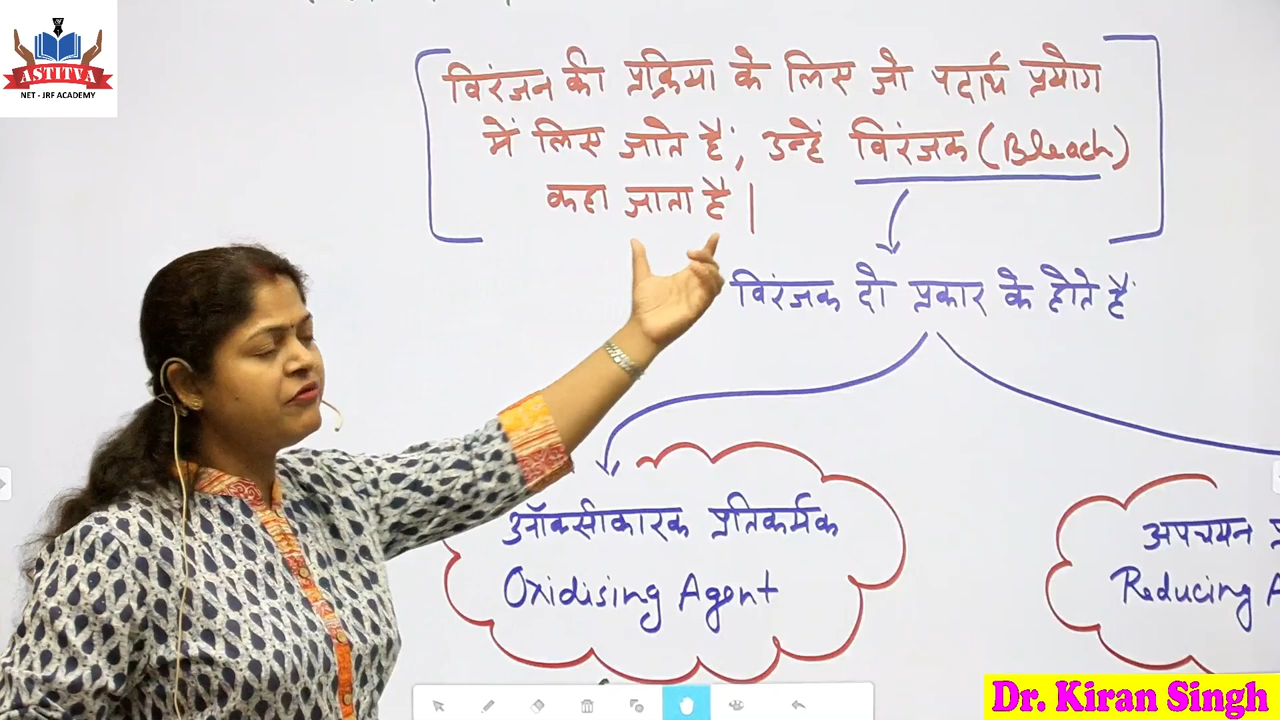 ASTITVA
NET - JRF ACADEMY
विरंजन की प्रक्रिया के लिए जो पदार्थ प्रयोग
में लिए जाते हैं, उन्हें विरंजक (Bleach)
कहा जाता है।
विरंजक दो प्रकार के होते हैं
ऑक्सीकारक प्रतिकर्मक
Oxidising Agent
अपचयन
Reducing A
Dr. Kiran Singh